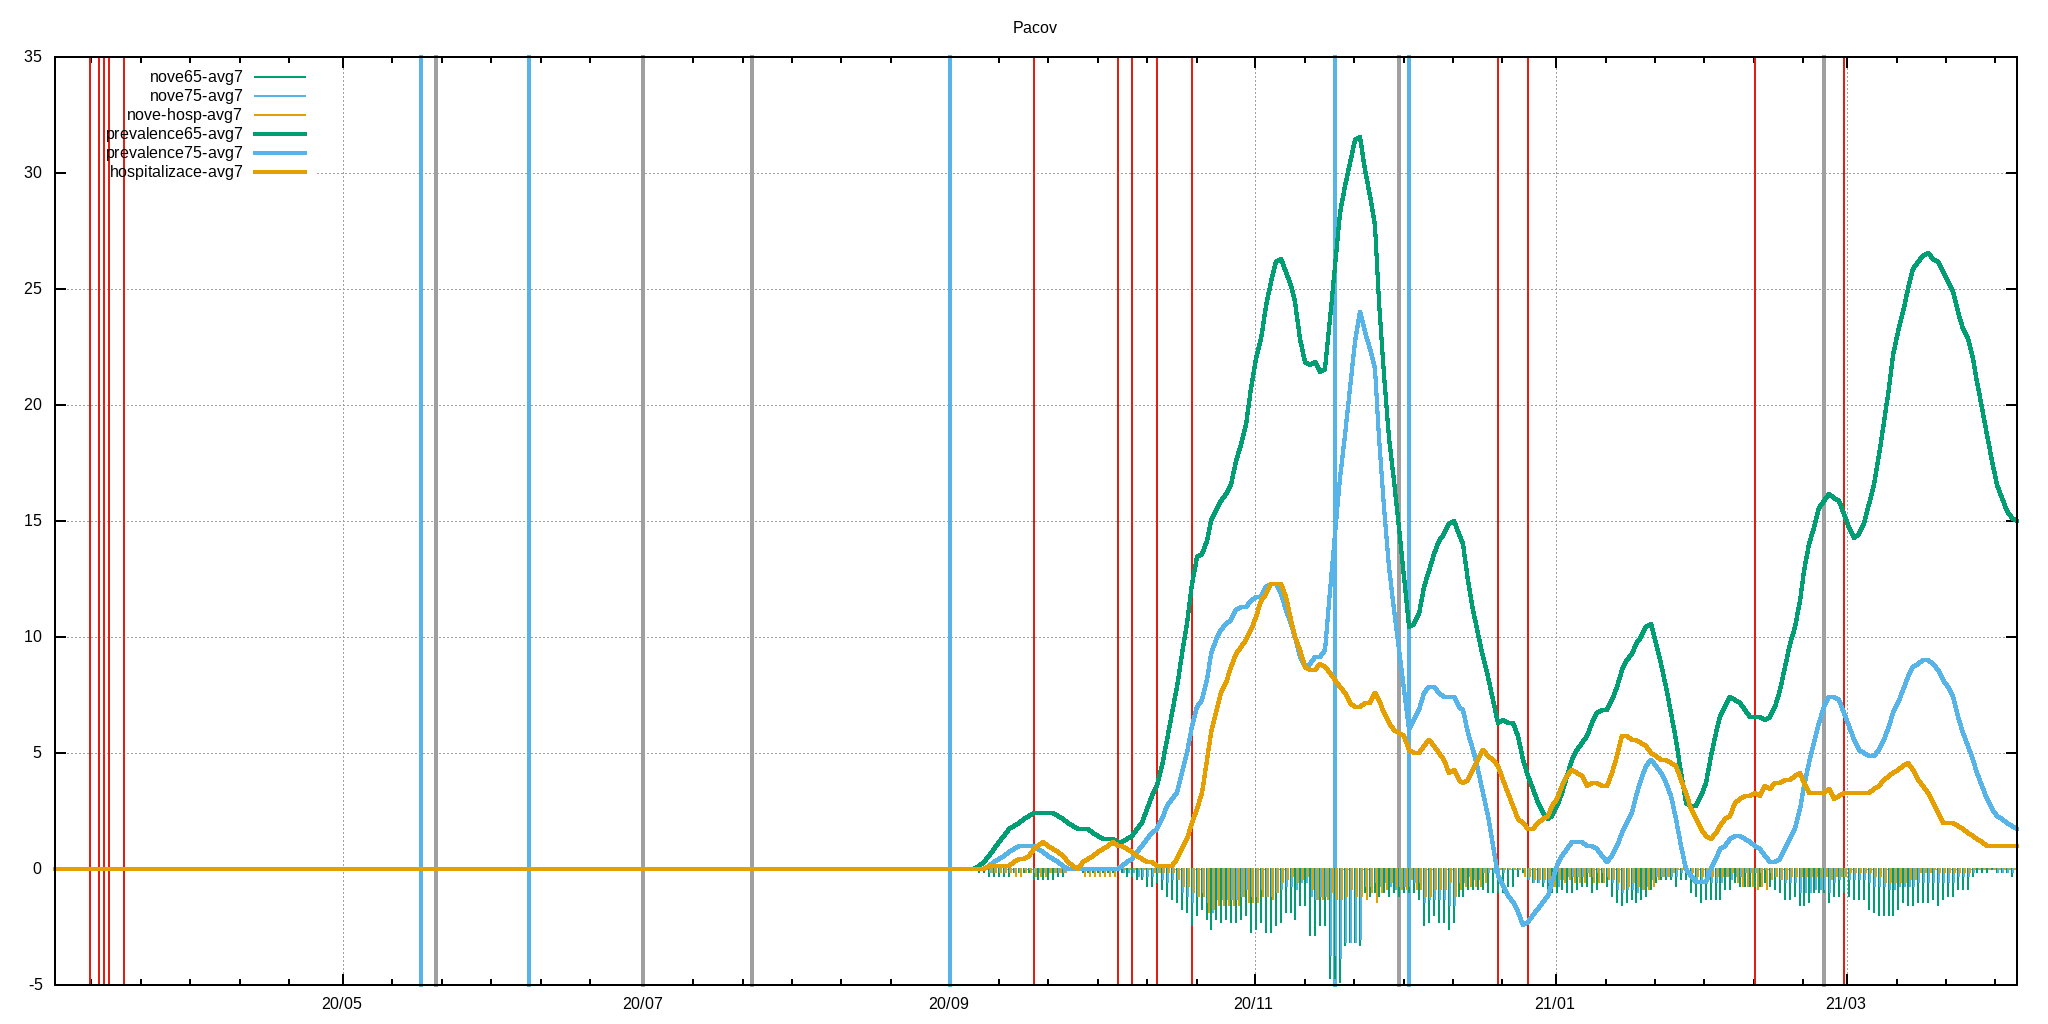 Pacov
35
30
25
20
15
10
5
0
-5
nove65-avg7
nove75-avg7
nove-hosp-avg7
prevalence65-avg7
prevalence75-avg7
hospitalizace-avg7
20/05 20/07 20/09 20/11 21/01 21/03